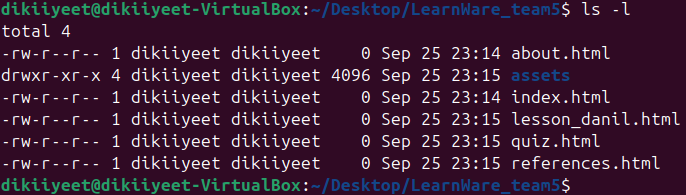 dikiiyeet@dikiiyeet-VirtualBox:~/Desktop/LearnWare_team5$ ls -l
total 4
-rw-r--r-- 1 dikiiyeet dikiiyeet    0 Sep 25 23:14 about.html
drwxr-xr-x 4 dikiiyeet dikiiyeet 4096 Sep 25 23:15 assets
-rw-r--r-- 1 dikiiyeet dikiiyeet    0 Sep 25 23:14 index.html
-rw-r--r-- 1 dikiiyeet dikiiyeet    0 Sep 25 23:15 lesson_danil.html
-rw-r--r-- 1 dikiiyeet dikiiyeet    0 Sep 25 23:15 quiz.html
-rw-r--r-- 1 dikiiyeet dikiiyeet    0 Sep 25 23:15 references.html
dikiiyeet@dikiiyeet-VirtualBox:~/Desktop/LearnWare_team5$